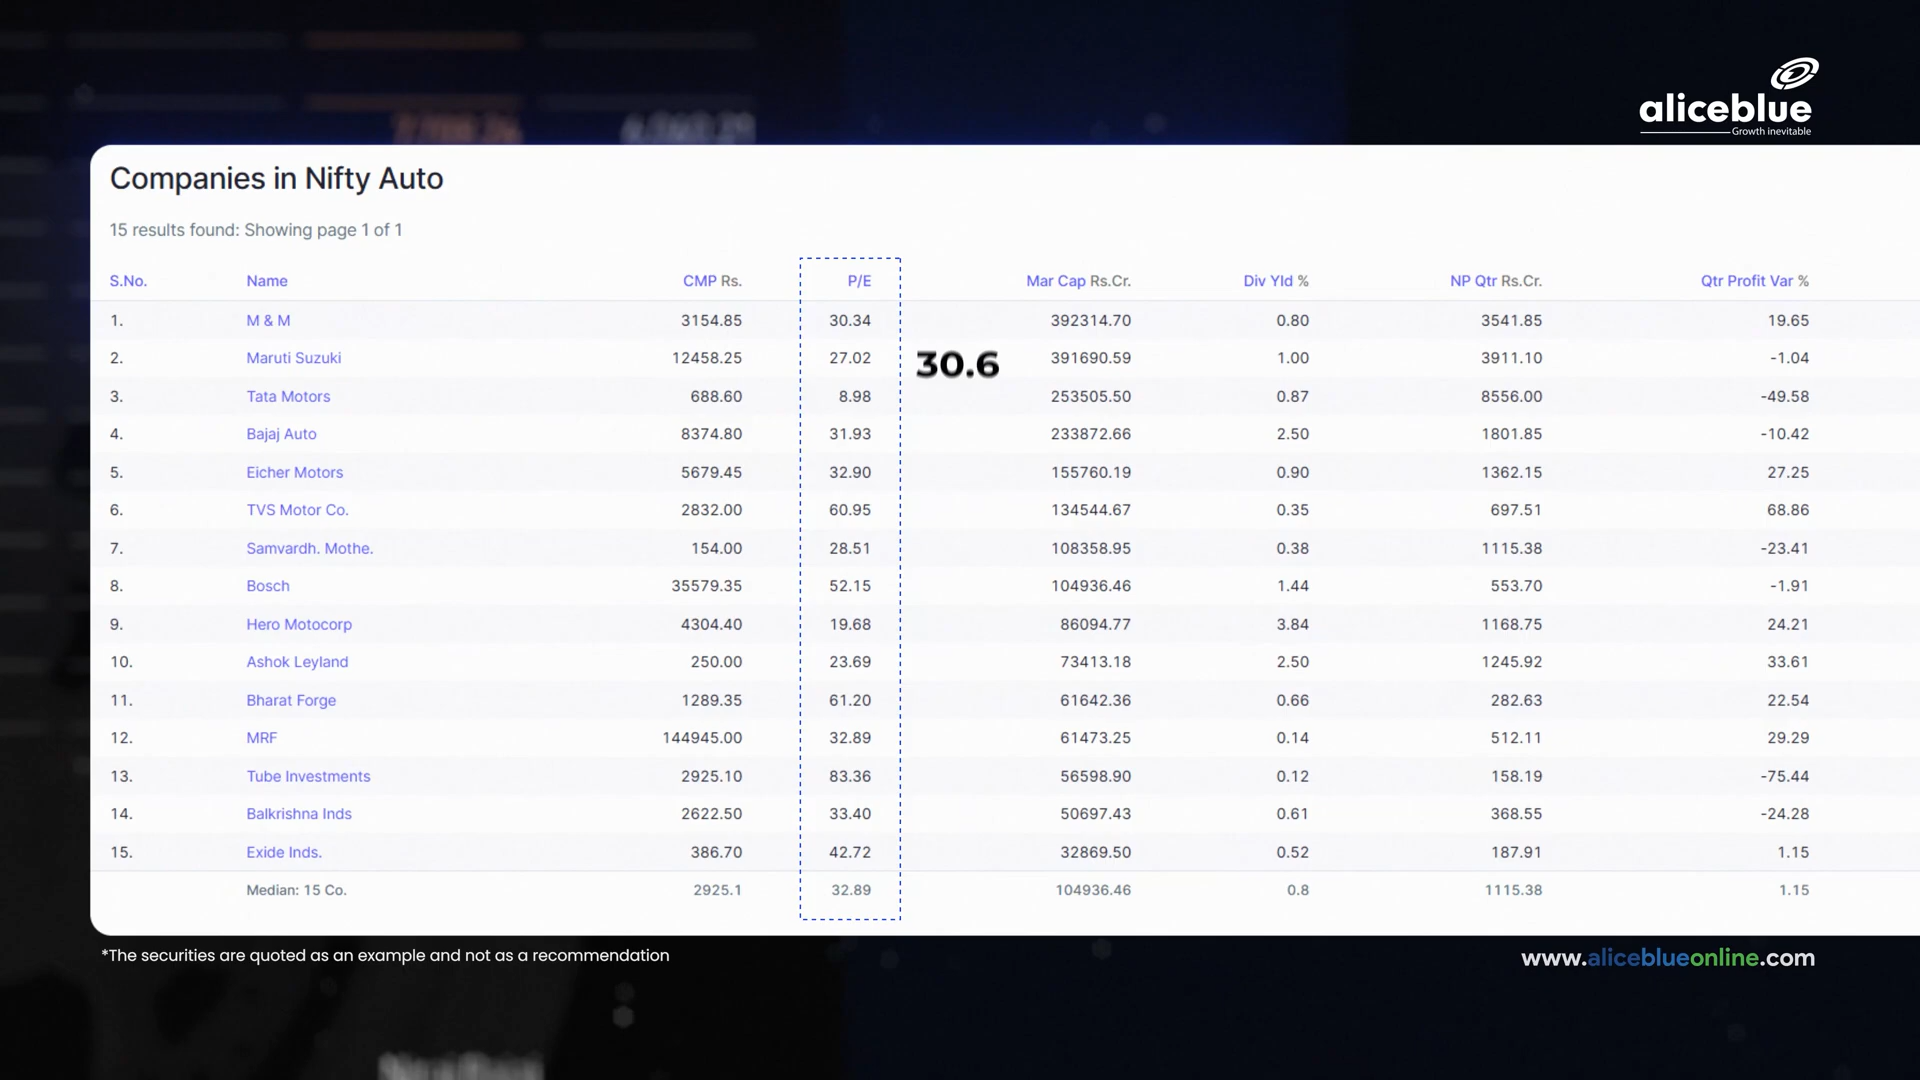 aliceblue
Growth inevitable
Companies in Nifty Auto
15 results found: Showing page 1 of 1
S.No. Name CMP Rs. P/E Mar Cap Rs.Cr. Div Yld % NP Qtr Rs.Cr. Qtr Profit Var %
1. M & M 3154.85 30.34 392314.70 0.80 3541.85 19.65
2. Maruti Suzuki 12458.25 27.02 391690.59 1.00 3911.10 -1.04
30.6
3. Tata Motors 688.60 8.98 253505.50 0.87 8556.00 -49.58
4. Bajaj Auto 8374.80 31.93 233872.66 2.50 1801.85 -10.42
5. Eicher Motors 5679.45 32.90 155760.19 0.90 1362.15 27.25
6. TVS Motor Co. 2832.00 60.95 134544.67 0.35 697.51 68.86
7. Samvardh. Mothe. 154.00 28.51 108358.95 0.38 1115.38 -23.41
8. Bosch 35579.35 52.15 104936.46 1.44 553.70 -1.91
9. Hero Motocorp 4304.40 19.68 86094.77 3.84 1168.75 24.21
10. Ashok Leyland 250.00 23.69 73413.18 2.50 1245.92 33.61
11. Bharat Forge 1289.35 61.20 61642.36 0.66 282.63 22.54
12. MRF 144945.00 32.89 61473.25 0.14 512.11 29.29
13. Tube Investments 2925.10 83.36 56598.90 0.12 158.19 -75.44
14. Balkrishna Inds 2622.50 33.40 50697.43 0.61 368.55 -24.28
15. Exide Inds. 386.70 42.72 32869.50 0.52 187.91 1.15
Median: 15 Co. 2925.1 32.89 104936.46 0.8 1115.38 1.15
*The securities are quoted as an example and not as a recommendation
www.aliceblueonline.com